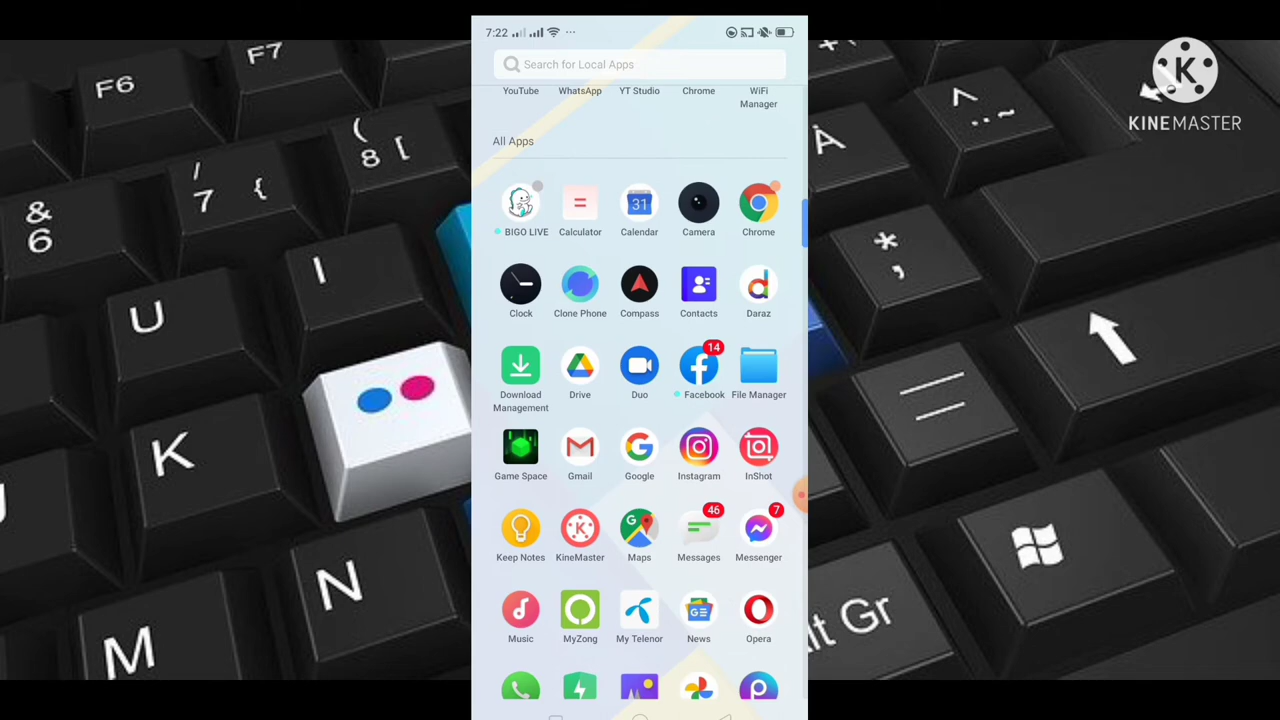 7:22
Search for Local Apps
YouTube WhatsApp YT Studio Chrome WiFi
Manager
All Apps
BIGO LIVE Calculator Calendar Camera Chrome
31
Clock Clone Phone Compass Contacts Daraz
14
Download Drive Duo Facebook File Manager
Management
Game Space Gmail Google Instagram InShot
46 7
Keep Notes KineMaster Maps Messages Messenger
GE
Music MyZong My Telenor News Opera
K
KINEMASTER
F6
F7
& 6
/ 7 {
( 8 [
U
I
K
N
M
^ ¨ ~
Å
* ,
=
lt Gr